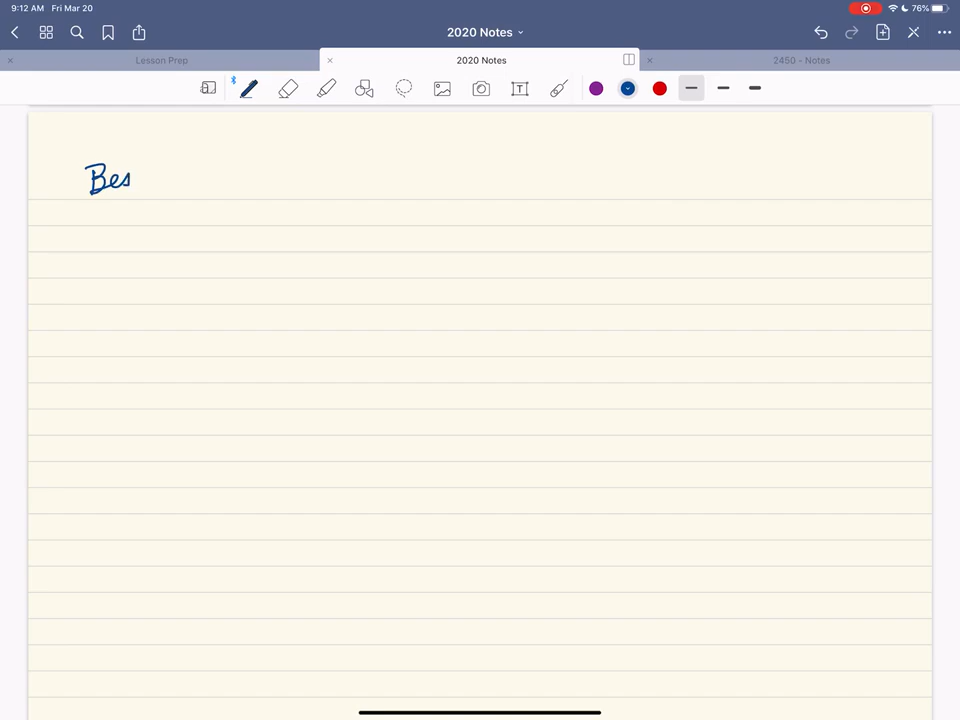 9:12 AM Fri Mar 20
76%
2020 Notes
Lesson Prep
2020 Notes
2450 - Notes
T
Bes